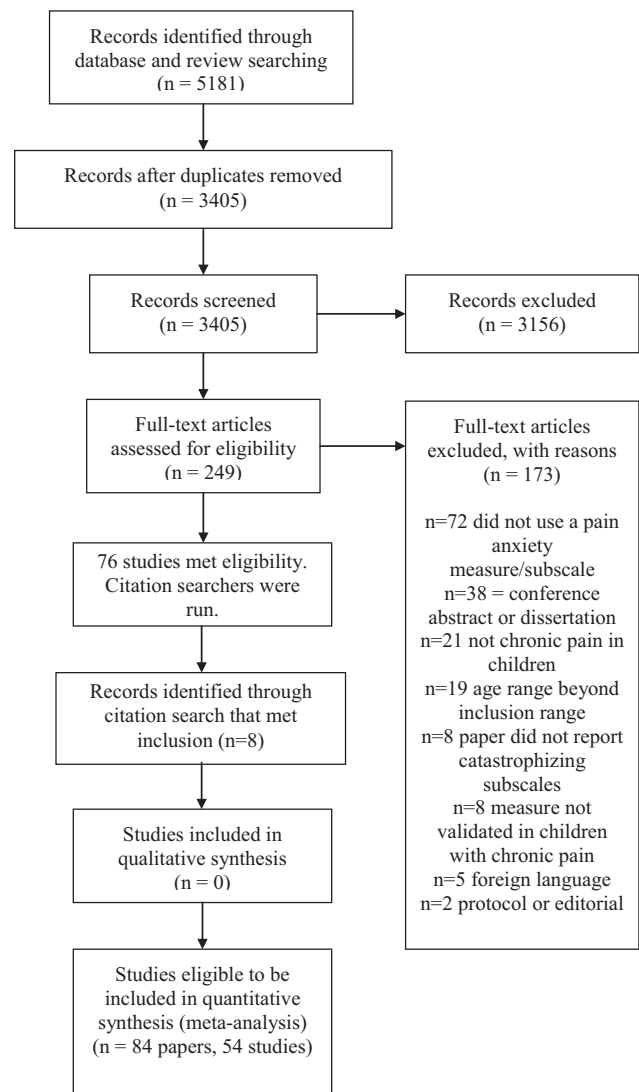 Records identified through
database and review searching
(n = 5181)
Records after duplicates removed
(n = 3405)
Records screened
(n = 3405)
Records excluded
(n = 3156)
Full-text articles
assessed for eligibility
(n = 249)
Full-text articles
excluded, with reasons
(n = 173)
n=72 did not use a pain
anxiety
measure/subscale
n=38 = conference
abstract or dissertation
n=21 not chronic pain in
children
n=19 age range beyond
inclusion range
n=8 paper did not report
catastrophizing
subscales
n=8 measure not
validated in children
with chronic pain
n=5 foreign language
n=2 protocol or editorial
76 studies met eligibility.
Citation searchers were
run.
Records identified through
citation search that met
inclusion (n=8)
Studies included in
qualitative synthesis
(n = 0)
Studies eligible to be
included in quantitative
synthesis (meta-analysis)
(n = 84 papers, 54 studies)